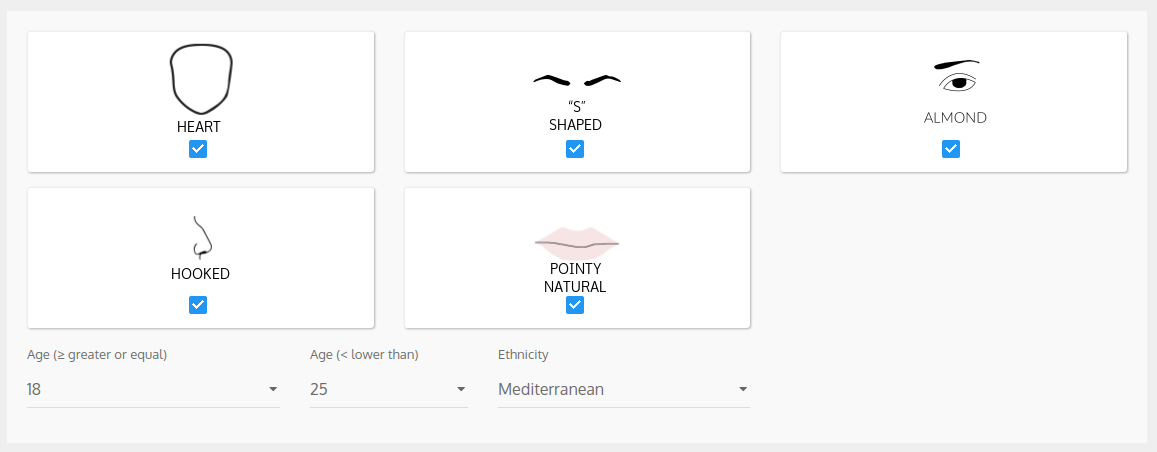 HEART
"S"
SHAPED
ALMOND
HOOKED
POINTY
NATURAL
Age (≥ greater or equal)
Age (< lower than)
Ethnicity
18
25
Mediterranean